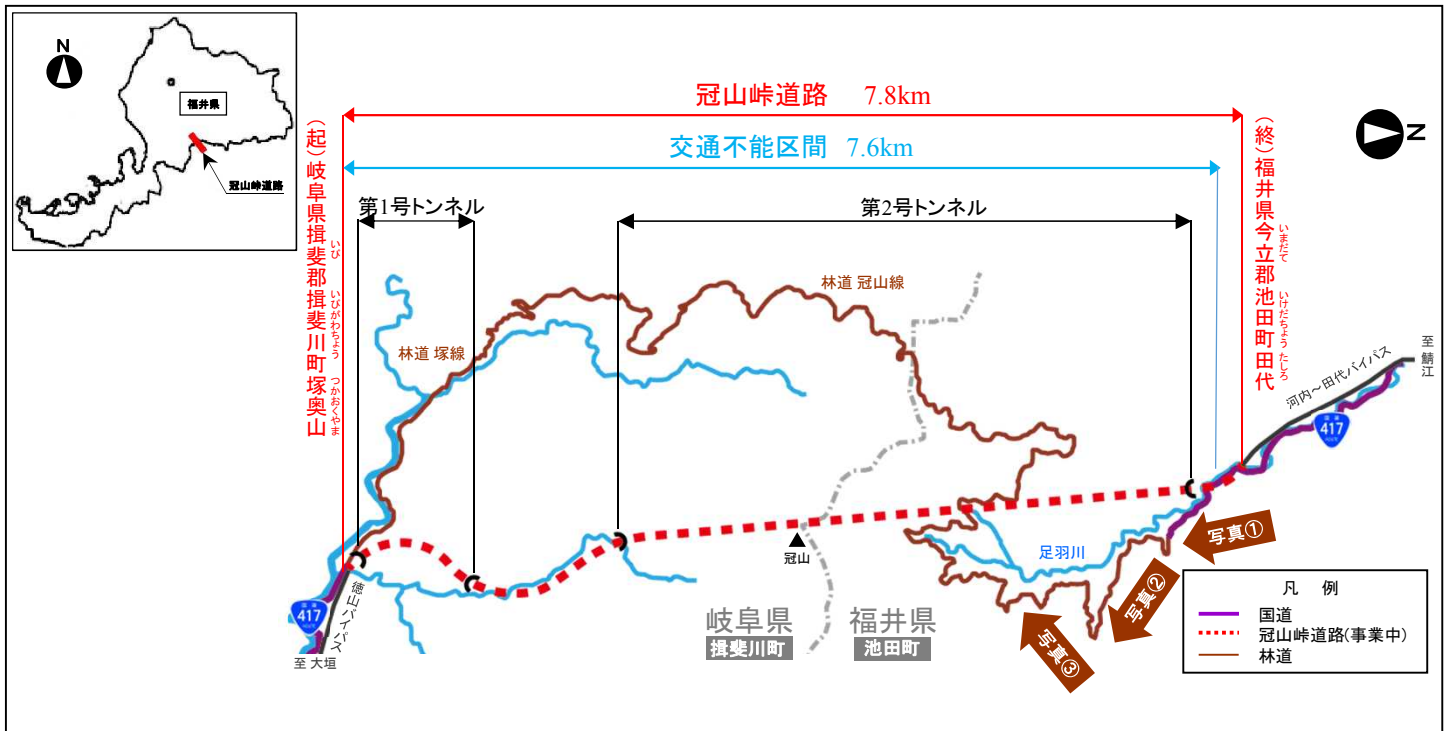 N
福井県
冠山峠道路
冠山峠道路 7.8km
交通不能区間 7.6km
第1号トンネル
第2号トンネル
N
(起)岐阜県揖斐郡揖斐川町塚奥山
いび
いびがわちょう
つかおくやま
(終)福井県今立郡池田町田代
いまだて
いけだちょう
たしろ
林道 塚線
林道 冠山線
至 鯖江
河内~田代バイパス
417
足羽川
写真①
写真②
写真③
冠山
417
徳山バイパス
至 大垣
岐阜県
揖斐川町
福井県
池田町
凡 例
国道
冠山峠道路(事業中)
林道